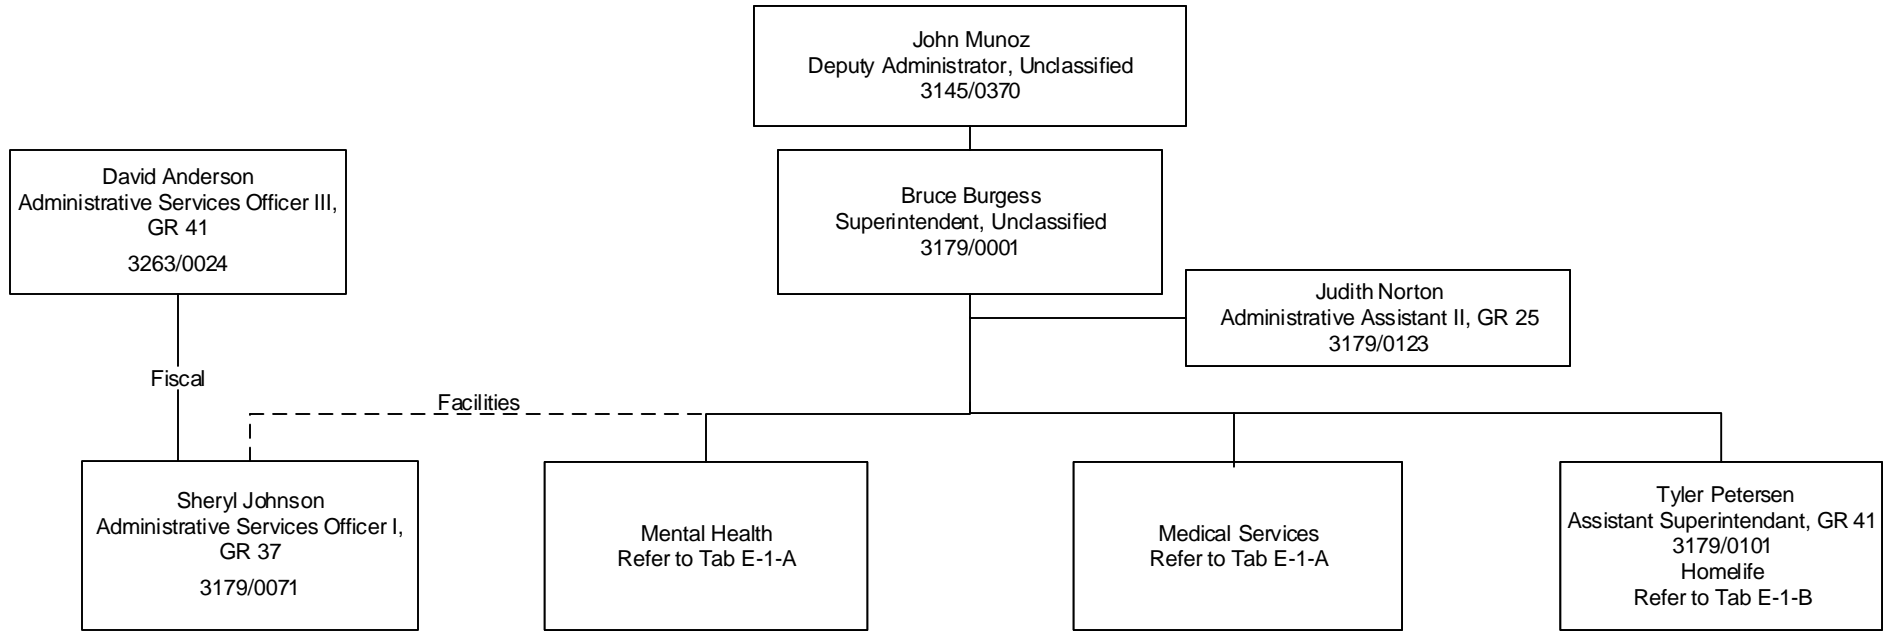 John Munoz
Deputy Administrator, Unclassified
3145/0370
David Anderson
Administrative Services Officer III,
GR 41
3263/0024
Bruce Burgess
Superintendent, Unclassified
3179/0001
Judith Norton
Administrative Assistant II, GR 25
3179/0123
Fiscal
Facilities
Sheryl Johnson
Administrative Services Officer I,
GR 37
3179/0071
Mental Health
Refer to Tab E-1-A
Medical Services
Refer to Tab E-1-A
Tyler Petersen
Assistant Superintendant, GR 41
3179/0101
Homelife
Refer to Tab E-1-B